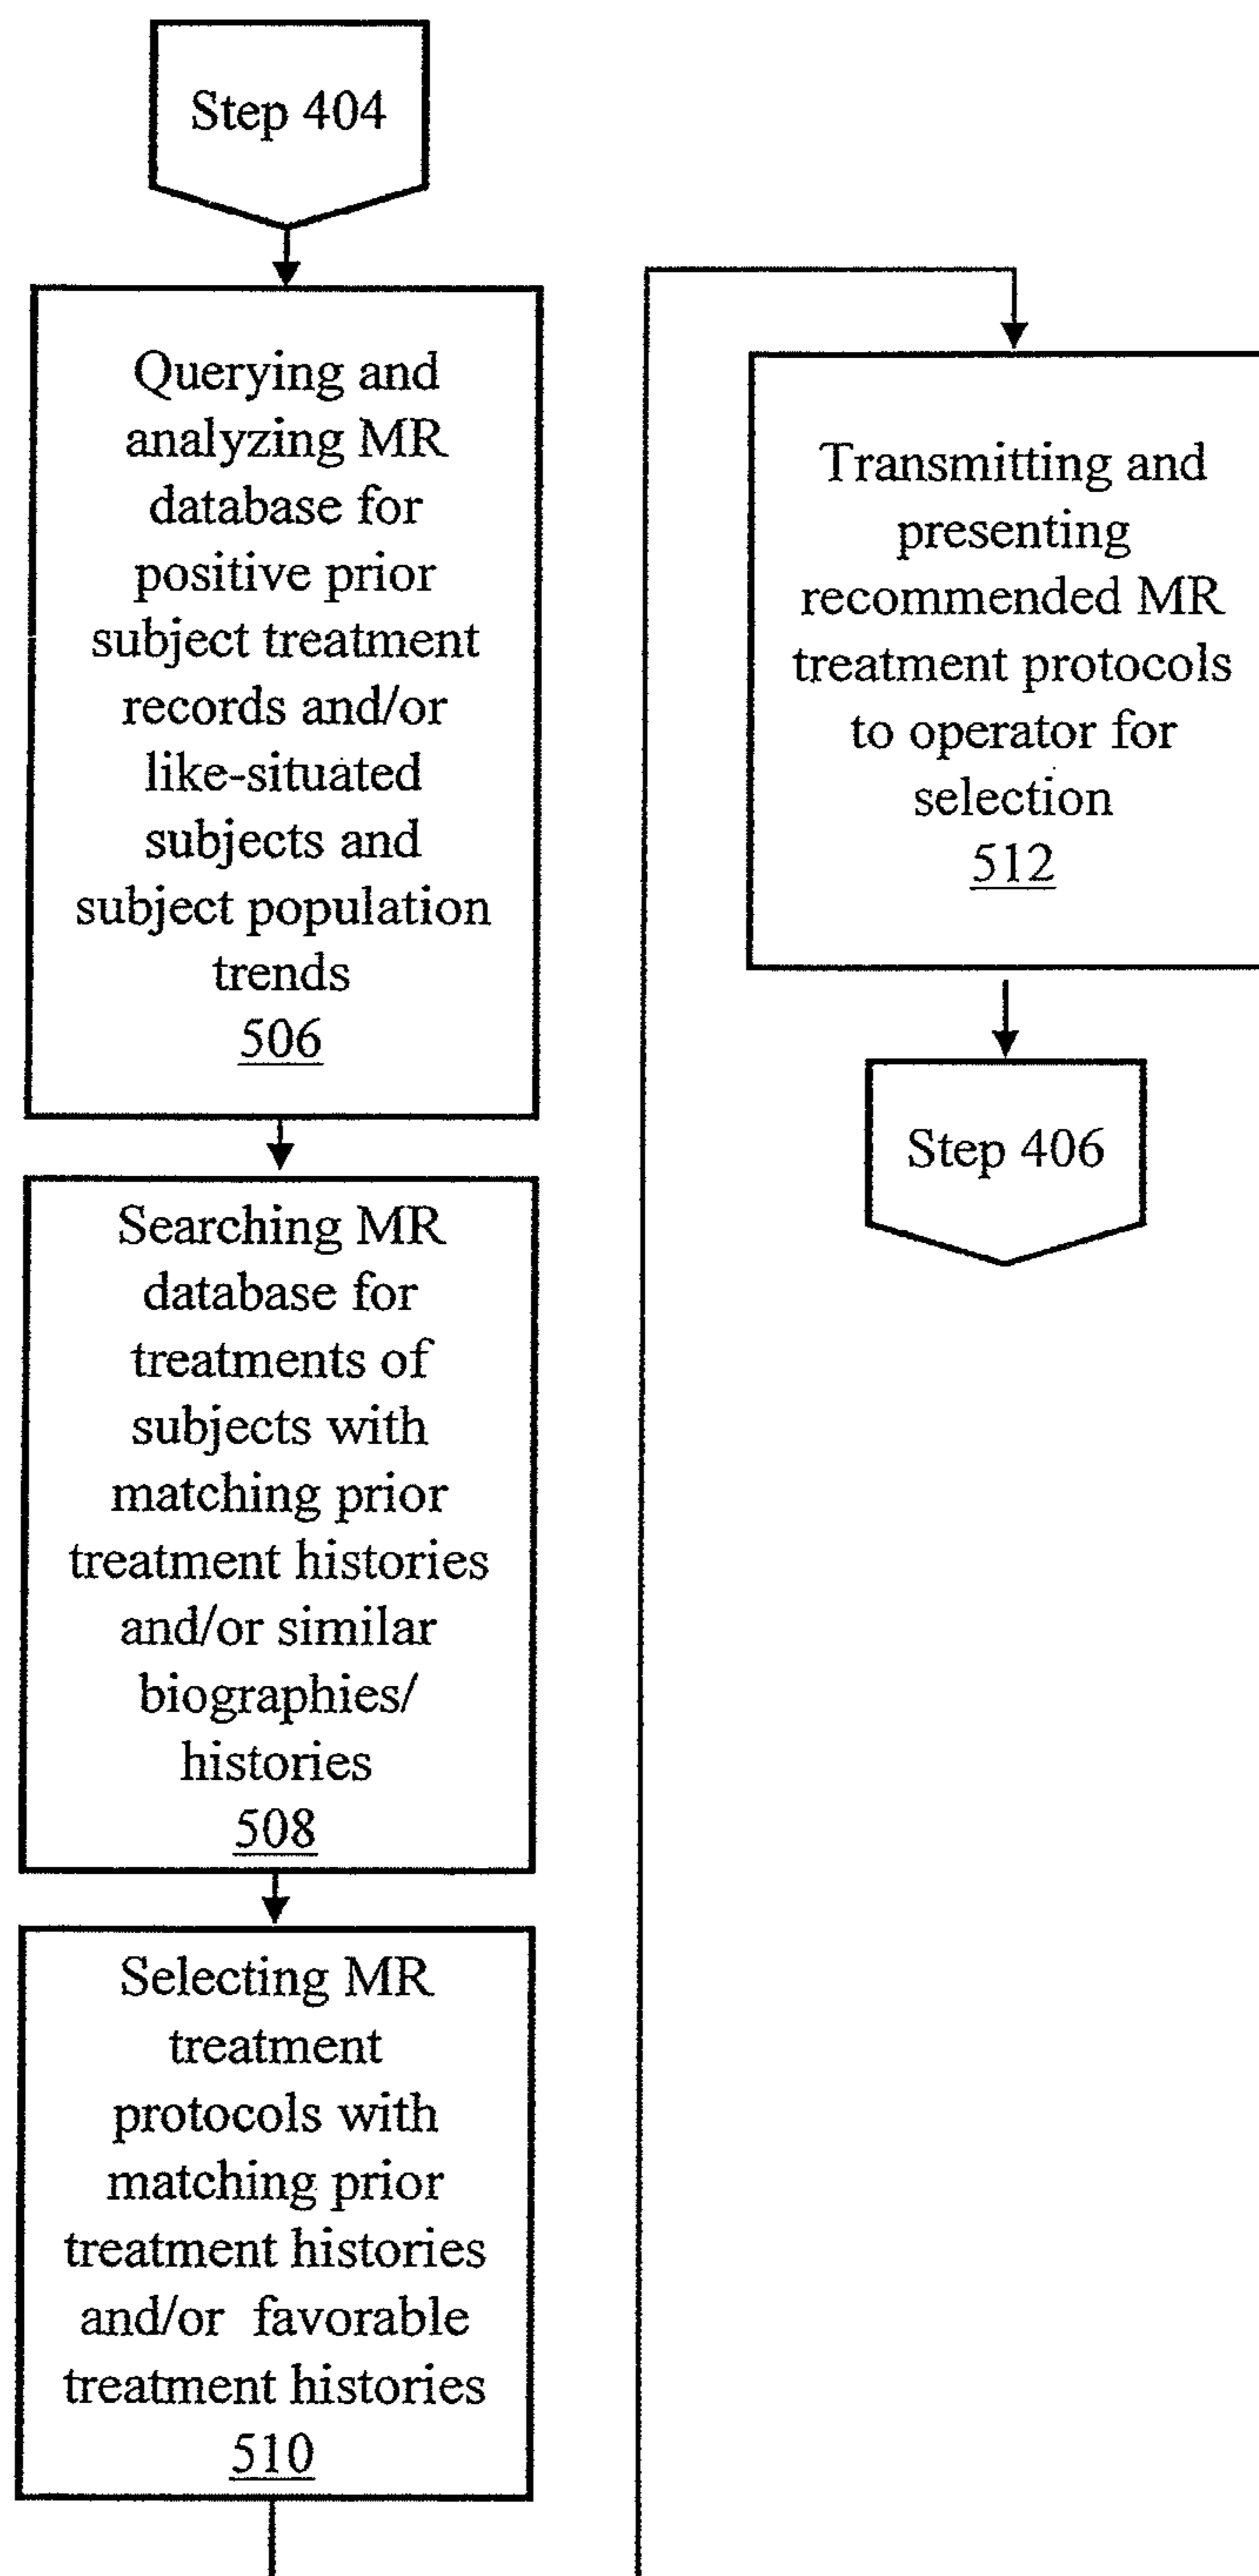 Step 404
Querying and
analyzing MR
database for
positive prior
subject treatment
records and/or
like-situated
subjects and
subject population
trends
506
Searching MR
database for
treatments of
subjects with
matching prior
treatment histories
and/or similar
biographies/
histories
508
Selecting MR
treatment
protocols with
matching prior
treatment histories
and/or favorable
treatment histories
510
Transmitting and
presenting
recommended MR
treatment protocols
to operator for
selection
512
Step 406